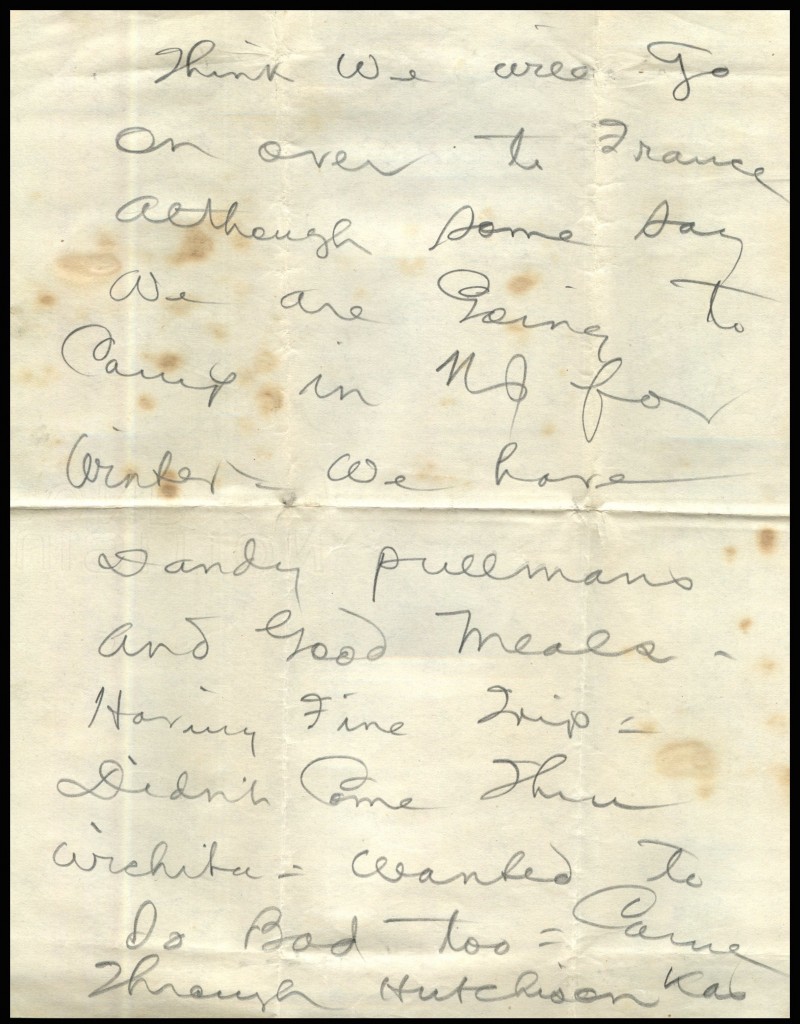 Think We will Go
On over to France
Although some say
We are Going to
Camp in NJ for
Winter - We have
Dandy pullmans
and Good Meals -
Having Fine Trip =
Didn't Come Thru
Wichita = wanted to
Do Bad too = Came
Through Hutchison Kas